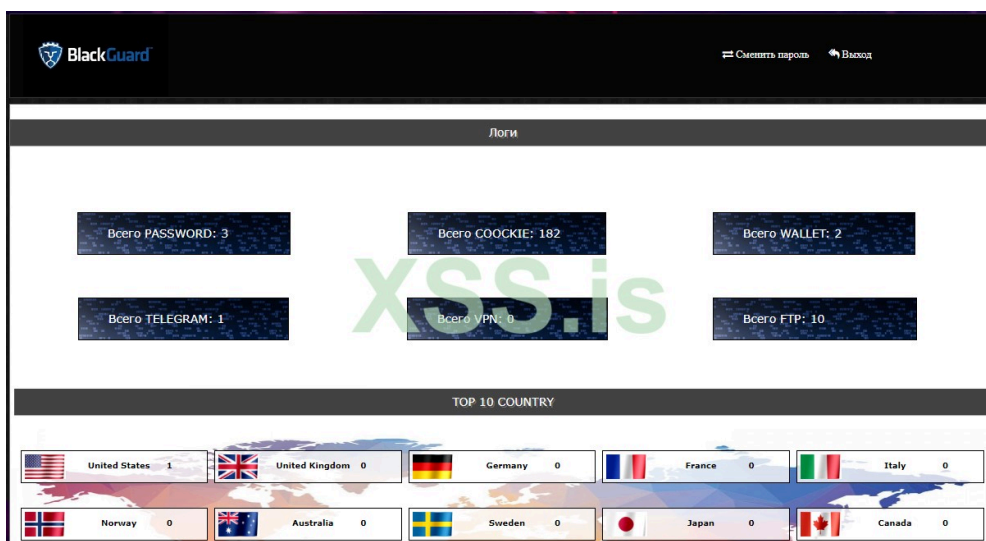 BlackGuard
Сменить пароль Выход
Логи
Всего PASSWORD: 3 Всего COOCKIE: 182 Всего WALLET: 2
XSS.is
Всего TELEGRAM: 1 Всего VPN: 0 Всего FTP: 10
TOP 10 COUNTRY
United States 1 United Kingdom 0 Germany 0 France 0 Italy 0
Norway 0 Australia 0 Sweden 0 Japan 0 Canada 0